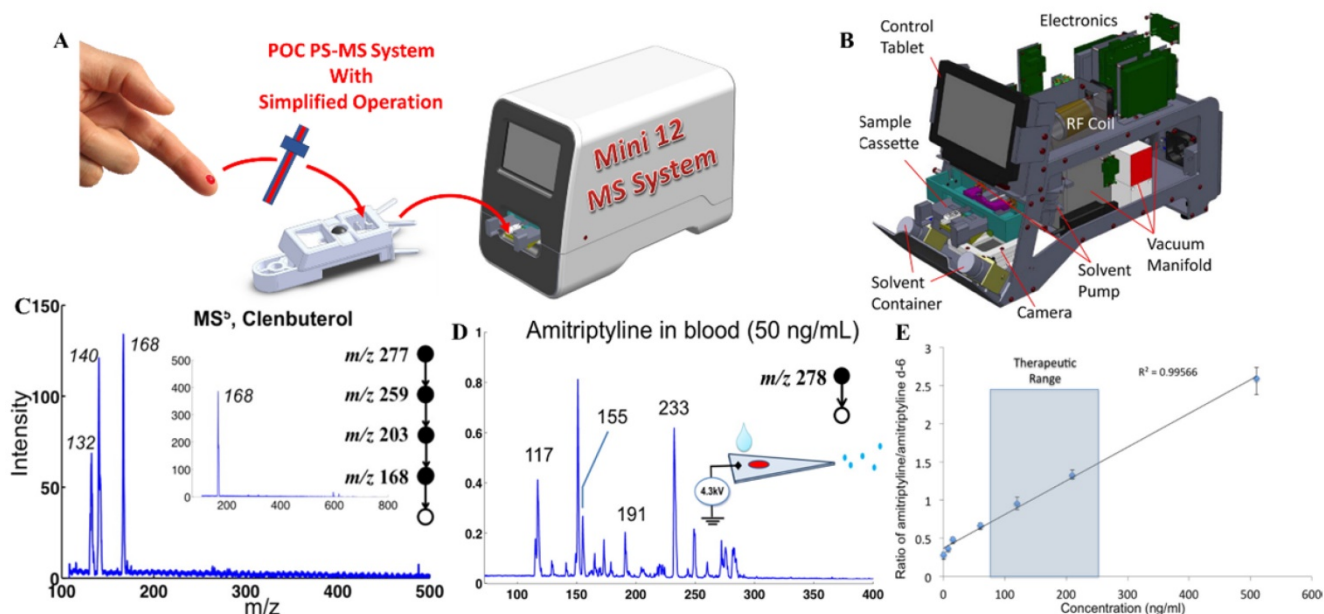 A
POC PS-MS System
With
Simplified Operation
Mini 12
MS System
B
Control
Tablet
Electronics
RF Coil
Sample
Cassette
Solvent
Container
Camera
Solvent
Pump
Vacuum
Manifold
C
MS⁵, Clenbuterol
Intensity
150
100
50
0
140
168
132
500
400
300
200
100
0
168
200
400
600
800
m/z 277
m/z 259
m/z 203
m/z 168
100
200
300
400
500
m/z
D
Amitriptyline in blood (50 ng/mL)
1
0.8
0.6
0.4
0.2
0
117
155
191
233
m/z 278
4.3kV
100
150
200
250
300
350
400
E
Ratio of amitriptyline/amitriptyline d-6
3
2.5
2
1.5
1
0.5
0
Therapeutic
Range
R² = 0.99566
0
100
200
300
400
500
600
Concentration (ng/ml)